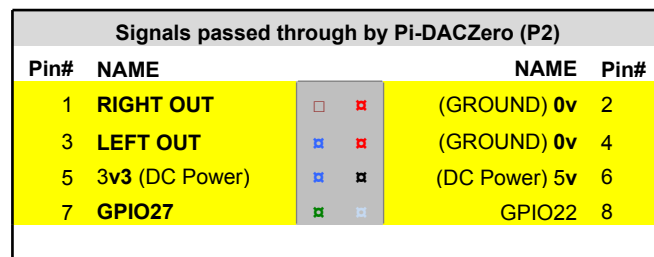 Signals passed through by Pi-DACZero (P2)
Pin# NAME NAME Pin#
1 RIGHT OUT (GROUND) 0v 2
3 LEFT OUT (GROUND) 0v 4
5 3v3 (DC Power) (DC Power) 5v 6
7 GPIO27 GPIO22 8